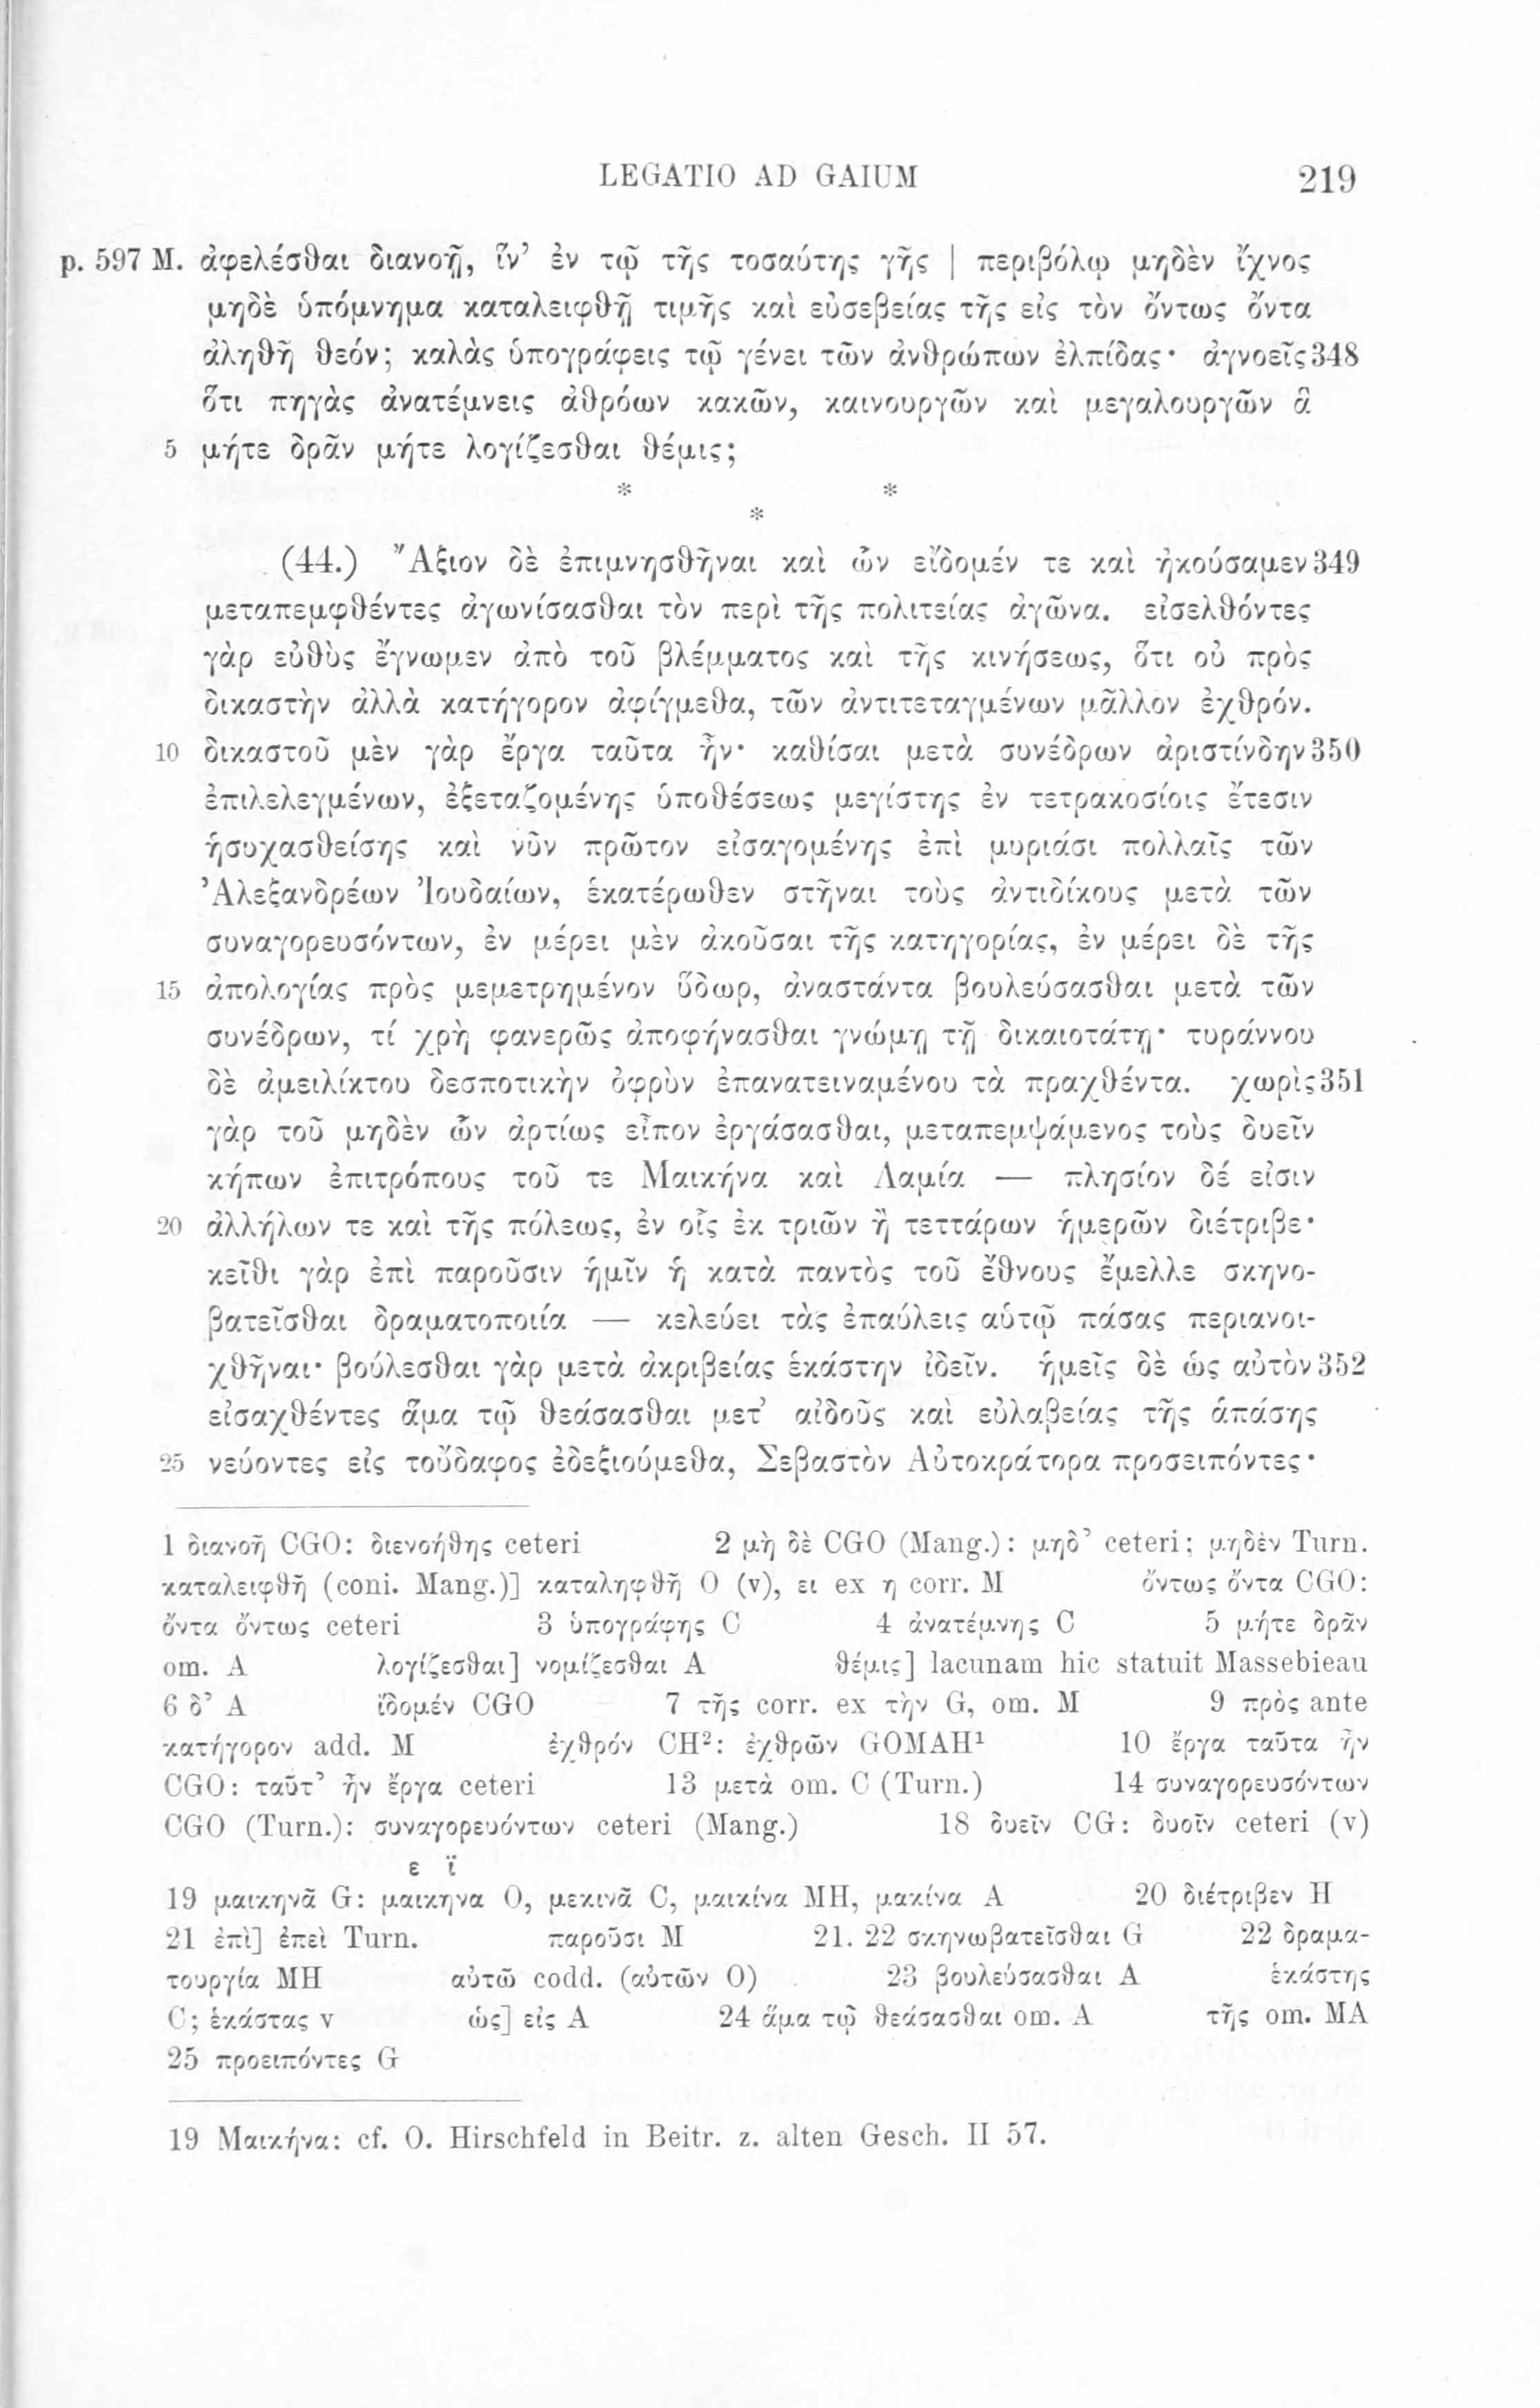 LEGATIO AD GAIUM 219
p. 597 M. ἀφελέσθαι διανοῇ, ἵν’ ἐν τῷ τῆς τοσαύτης γῆς | περιβόλῳ μηδὲν ἴχνος
μηδὲ ὑπόμνημα καταλειφθῇ τιμῆς καὶ εὐσεβείας τῆς εἰς τὸν ὄντως ὄντα
ἀληθῆ θεόν; καλὰς ὑπογράφεις τῷ γένει τῶν ἀνθρώπων ἐλπίδας· ἀγνοεῖς 348
ὅτι πηγὰς ἀνατέμνεις ἀθρόων κακῶν, καινουργῶν καὶ μεγαλουργῶν ἃ
5 μήτε δρᾶν μήτε λογίζεσθαι θέμις;
* *
*
(44.) Ἄξιον δὲ ἐπιμνησθῆναι καὶ ὧν εἴδομέν τε καὶ ἠκούσαμεν 349
μεταπεμφθέντες ἀγωνίσασθαι τὸν περὶ τῆς πολιτείας ἀγῶνα. εἰσελθόντες
γὰρ εὐθὺς ἔγνωμεν ἀπὸ τοῦ βλέμματος καὶ τῆς κινήσεως, ὅτι οὐ πρὸς
δικαστὴν ἀλλὰ κατήγορον ἀφίγμεθα, τῶν ἀντιτεταγμένων μᾶλλον ἐχθρόν.
10 δικαστοῦ μὲν γὰρ ἔργα ταῦτα ἦν· καθίσαι μετὰ συνέδρων ἀριστίνδην 350
ἐπιλελεγμένων, ἐξεταζομένης ὑποθέσεως μεγίστης ἐν τετρακοσίοις ἔτεσιν
ἡσυχασθείσης καὶ νῦν πρῶτον εἰσαγομένης ἐπὶ μυριάσι πολλαῖς τῶν
Ἀλεξανδρέων Ἰουδαίων, ἑκατέρωθεν στῆναι τοὺς ἀντιδίκους μετὰ τῶν
συναγορευσόντων, ἐν μέρει μὲν ἀκοῦσαι τῆς κατηγορίας, ἐν μέρει δὲ τῆς
15 ἀπολογίας πρὸς μεμετρημένον ὕδωρ, ἀναστάντα βουλεύσασθαι μετὰ τῶν
συνέδρων, τί χρὴ φανερῶς ἀποφήνασθαι γνώμῃ τῇ δικαιοτάτῃ· τυράννου
δὲ ἀμειλίκτου δεσποτικὴν ὀφρὺν ἐπανατειναμένου τὰ πραχθέντα. χωρὶς 351
γὰρ τοῦ μηδὲν ὧν ἀρτίως εἶπον ἐργάσασθαι, μεταπεμψάμενος τοὺς δυεῖν
κήπων ἐπιτρόπους τοῦ τε Μαικήνα καὶ Λαμία — πλησίον δέ εἰσιν
20 ἀλλήλων τε καὶ τῆς πόλεως, ἐν οἷς ἐκ τριῶν ἢ τεττάρων ἡμερῶν διέτριβε·
κεῖθι γὰρ ἐπὶ παροῦσιν ἡμῖν ἡ κατὰ παντὸς τοῦ ἔθνους ἔμελλε σκηνο-
βατεῖσθαι δραματοποιία — κελεύει τὰς ἐπαύλεις αὑτῷ πάσας περιανοι-
χθῆναι· βούλεσθαι γὰρ μετὰ ἀκριβείας ἑκάστην ἰδεῖν. ἡμεῖς δὲ ὡς αὐτὸν 352
εἰσαχθέντες ἅμα τῷ θεάσασθαι μετ’ αἰδοῦς καὶ εὐλαβείας τῆς ἁπάσης
25 νεύοντες εἰς τοὔδαφος ἐδεξιούμεθα, Σεβαστὸν Αὐτοκράτορα προσειπόντες·
1 διανοῆ CGO: διενοήθης ceteri 2 μὴ δὲ CGO (Mang.): μηδ’ ceteri; μηδὲν Turn.
καταλειφθῆ (coni. Mang.)] καταληφθῆ O (v), ει ex η corr. M ὄντως ὄντα CGO:
ὄντα ὄντως ceteri 3 ὑπογράφης C 4 ἀνατέμνης C 5 μήτε δρᾶν
om. A λογίζεσθαι] νομίζεσθαι A θέμις] lacunam hic statuit Massebieau
6 δ’ A ἴδομέν CGO 7 τῆς corr. ex τὴν G, om. M 9 πρὸς ante
κατήγορον add. M ἐχθρόν CH²: ἐχθρῶν GOMAH¹ 10 ἔργα ταῦτα ἦν
CGO: ταῦτ’ ἦν ἔργα ceteri 13 μετὰ om. C (Turn.) 14 συναγορευσόντων
CGO (Turn.): συναγορευόντων ceteri (Mang.) 18 δυεῖν CG: δυοῖν ceteri (v)
ε ϊ
19 μαικηνᾶ G: μαικηνα O, μεκινᾶ C, μαικίνα MH, μακίνα A 20 διέτριβεν H
21 ἐπὶ] ἐπεὶ Turn. παροῦσι M 21. 22 σκηνωβατεῖσθαι G 22 δραμα-
τουργία MH αὐτῶ codd. (αὐτῶν O) 23 βουλεύσασθαι A ἑκάστης
C; ἑκάστας v ὡς] εἰς A 24 ἅμα τῷ θεάσασθαι om. A τῆς om. MA
25 προειπόντες G
19 Μαικήνα: cf. O. Hirschfeld in Beitr. z. alten Gesch. II 57.